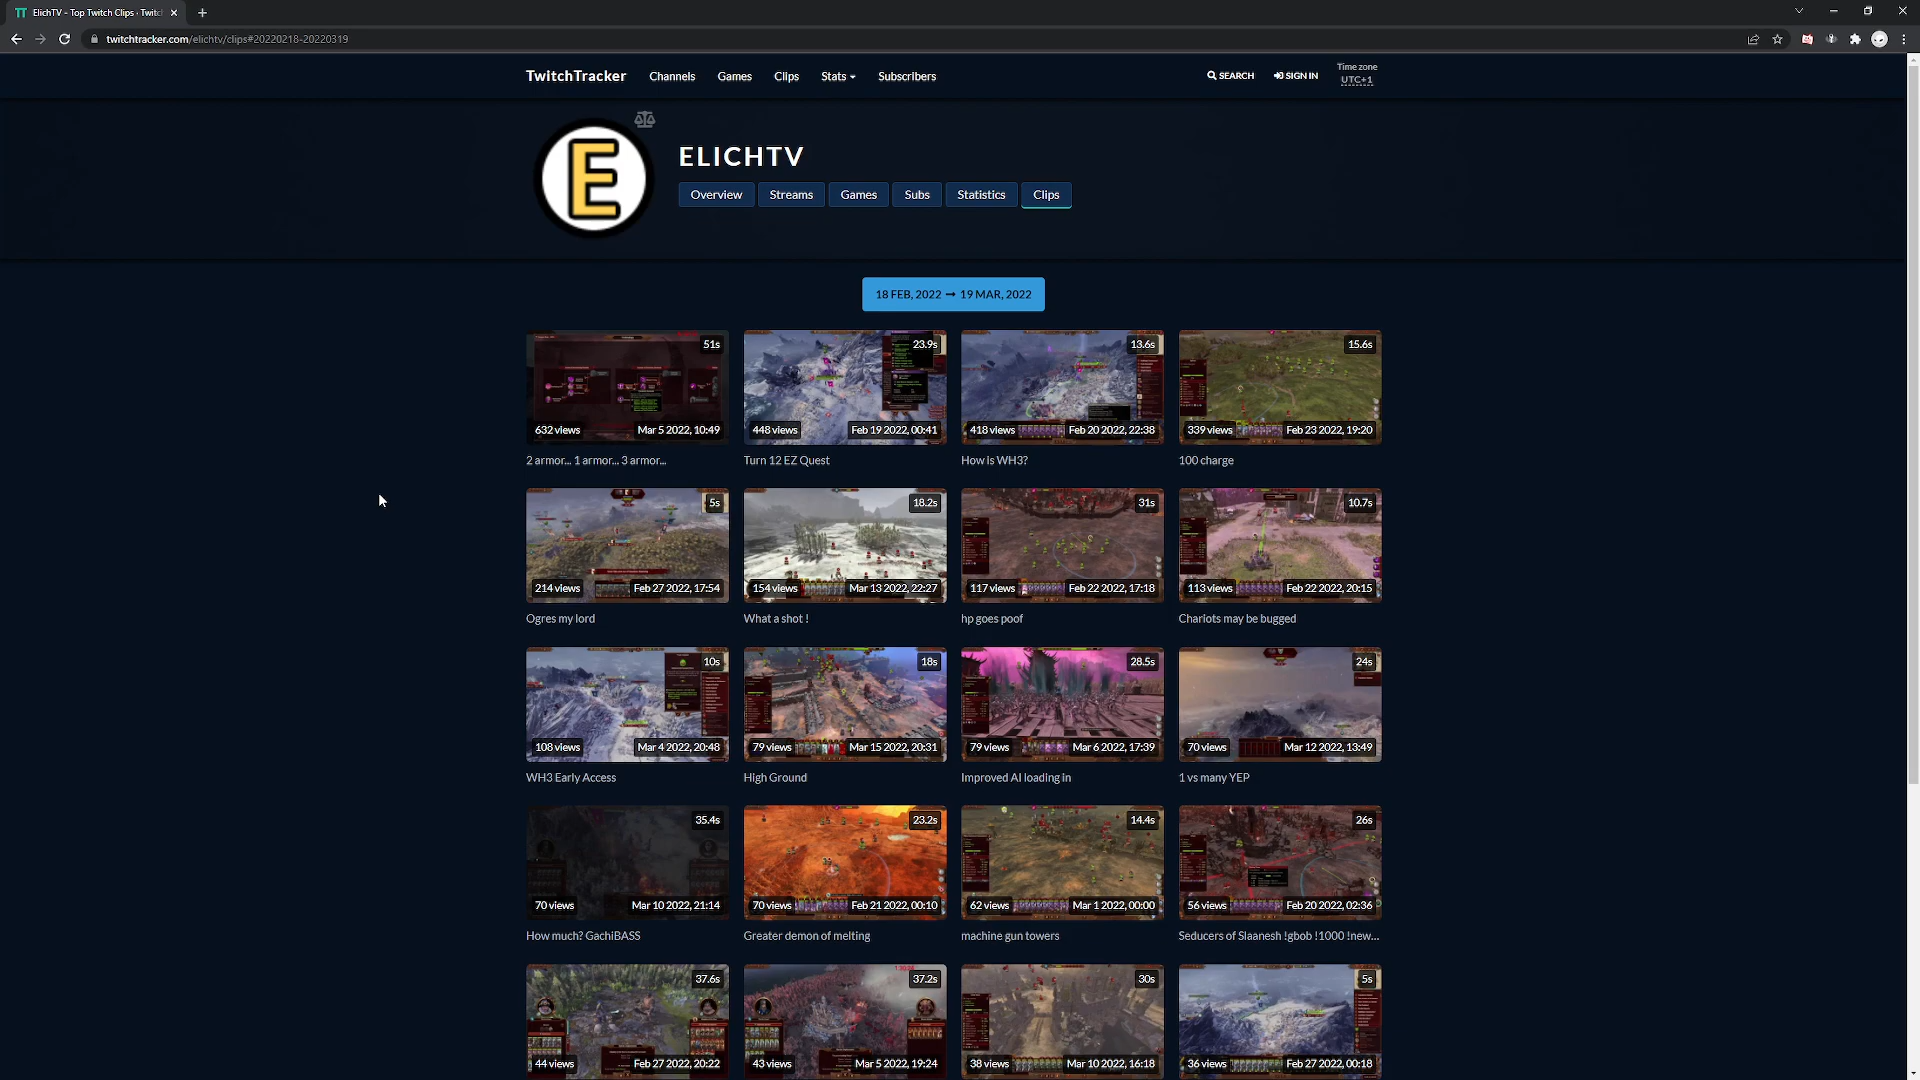 ElichTV - Top Twitch Clips · Twitc
twitchtracker.com/elichtv/clips#20220218-20220319
TwitchTracker Channels Games Clips Stats Subscribers SEARCH SIGN IN Time zone
UTC+1
E
ELICHTV
Overview Streams Games Subs Statistics Clips
18 FEB, 2022 → 19 MAR, 2022
51s 23.9s 13.6s 15.6s
632 views Mar 5 2022, 10:49 448 views Feb 19 2022, 00:41 418 views Feb 20 2022, 22:38 339 views Feb 23 2022, 19:20
2 armor... 1 armor... 3 armor... Turn 12 EZ Quest How is WH3? 100 charge
5s 18.2s 31s 10.7s
214 views Feb 27 2022, 17:54 154 views Mar 13 2022, 22:27 117 views Feb 22 2022, 17:18 113 views Feb 22 2022, 20:15
Ogres my lord What a shot ! hp goes poof Chariots may be bugged
10s 18s 28.5s 24s
108 views Mar 4 2022, 20:48 79 views Mar 15 2022, 20:31 79 views Mar 6 2022, 17:39 70 views Mar 12 2022, 13:49
WH3 Early Access High Ground Improved AI loading in 1 vs many YEP
35.4s 23.2s 14.4s 26s
70 views Mar 10 2022, 21:14 70 views Feb 21 2022, 00:10 62 views Mar 1 2022, 00:00 56 views Feb 20 2022, 02:36
How much? GachiBASS Greater demon of melting machine gun towers Seducers of Slaanesh !gbob !1000 !new...
37.6s 37.2s 30s 5s
44 views Feb 27 2022, 20:22 43 views Mar 5 2022, 19:24 38 views Mar 10 2022, 16:18 36 views Feb 27 2022, 00:18